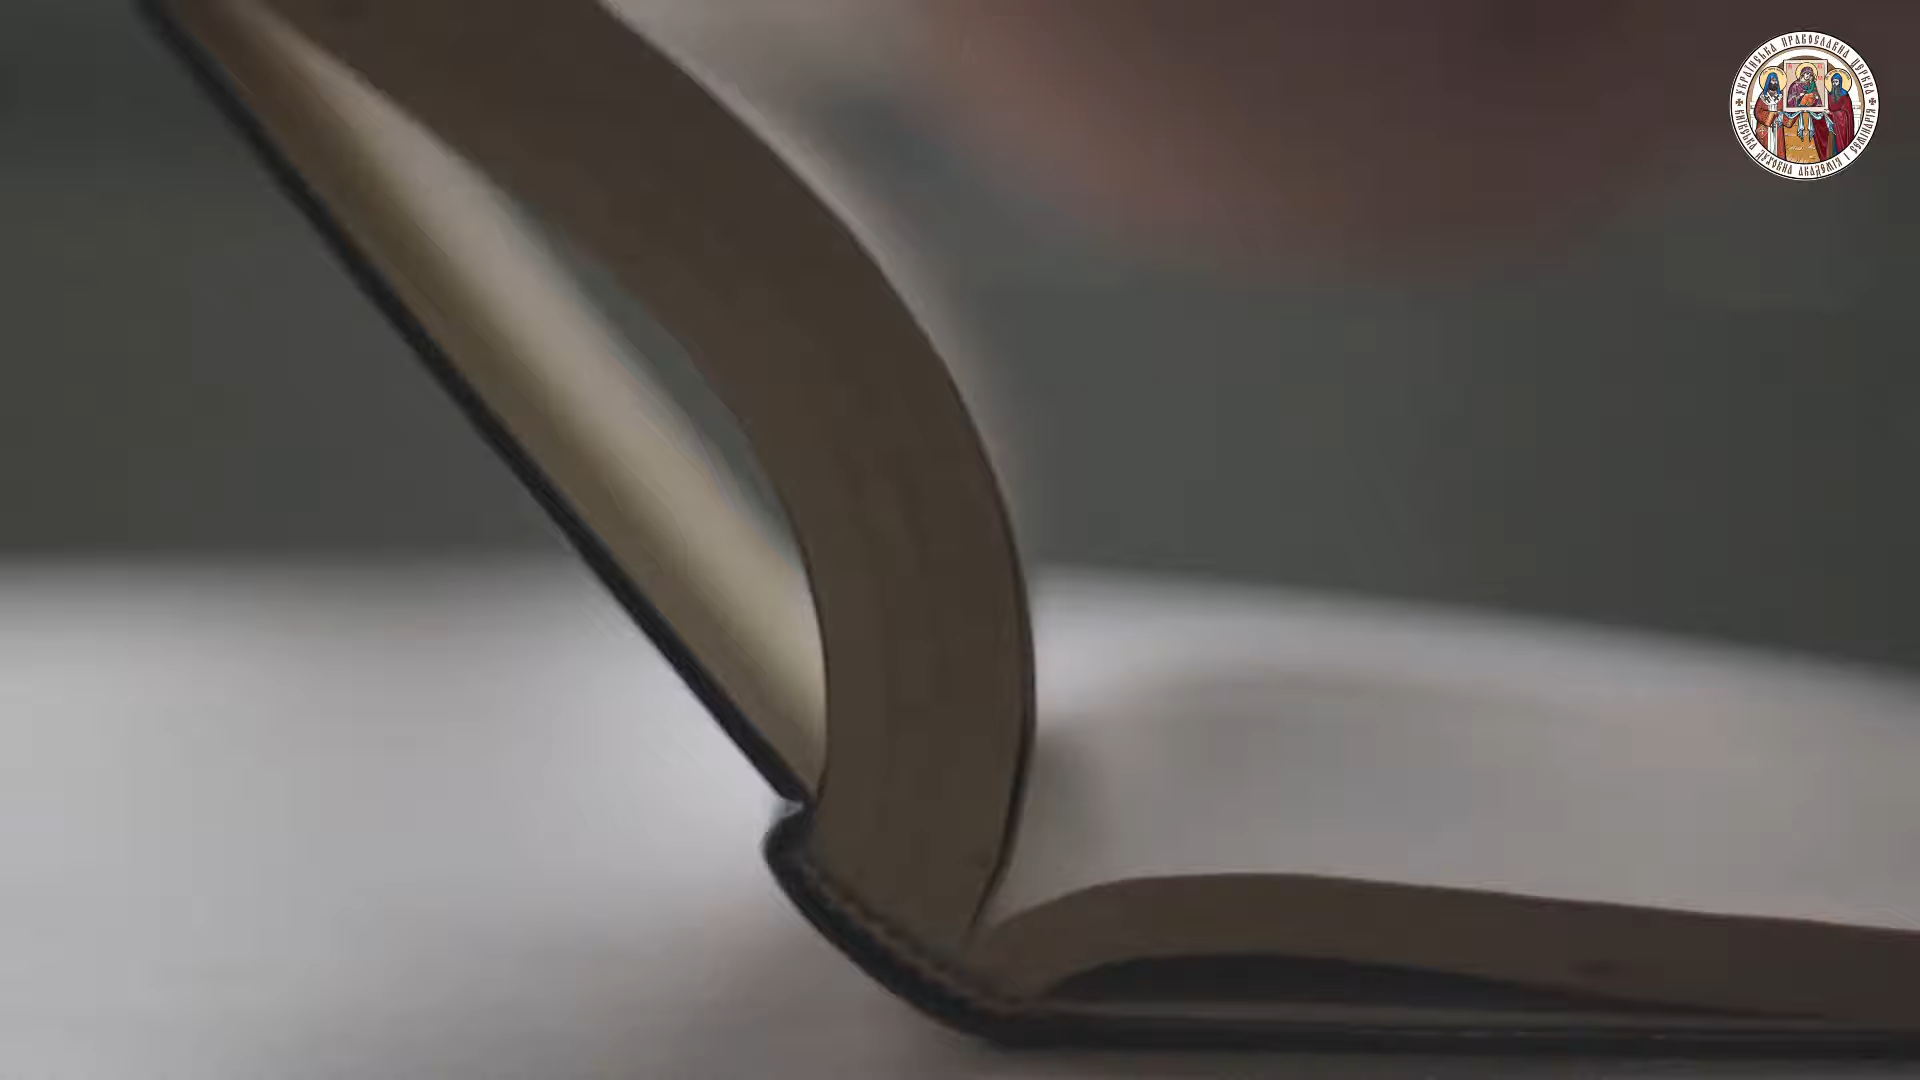 УКРАЇНСЬКА ПРАВОСЛАВНА ЦЕРКВА
КИЇВСЬКА ДУХОВНА АКАДЕМІЯ І СЕМІНАРІЯ